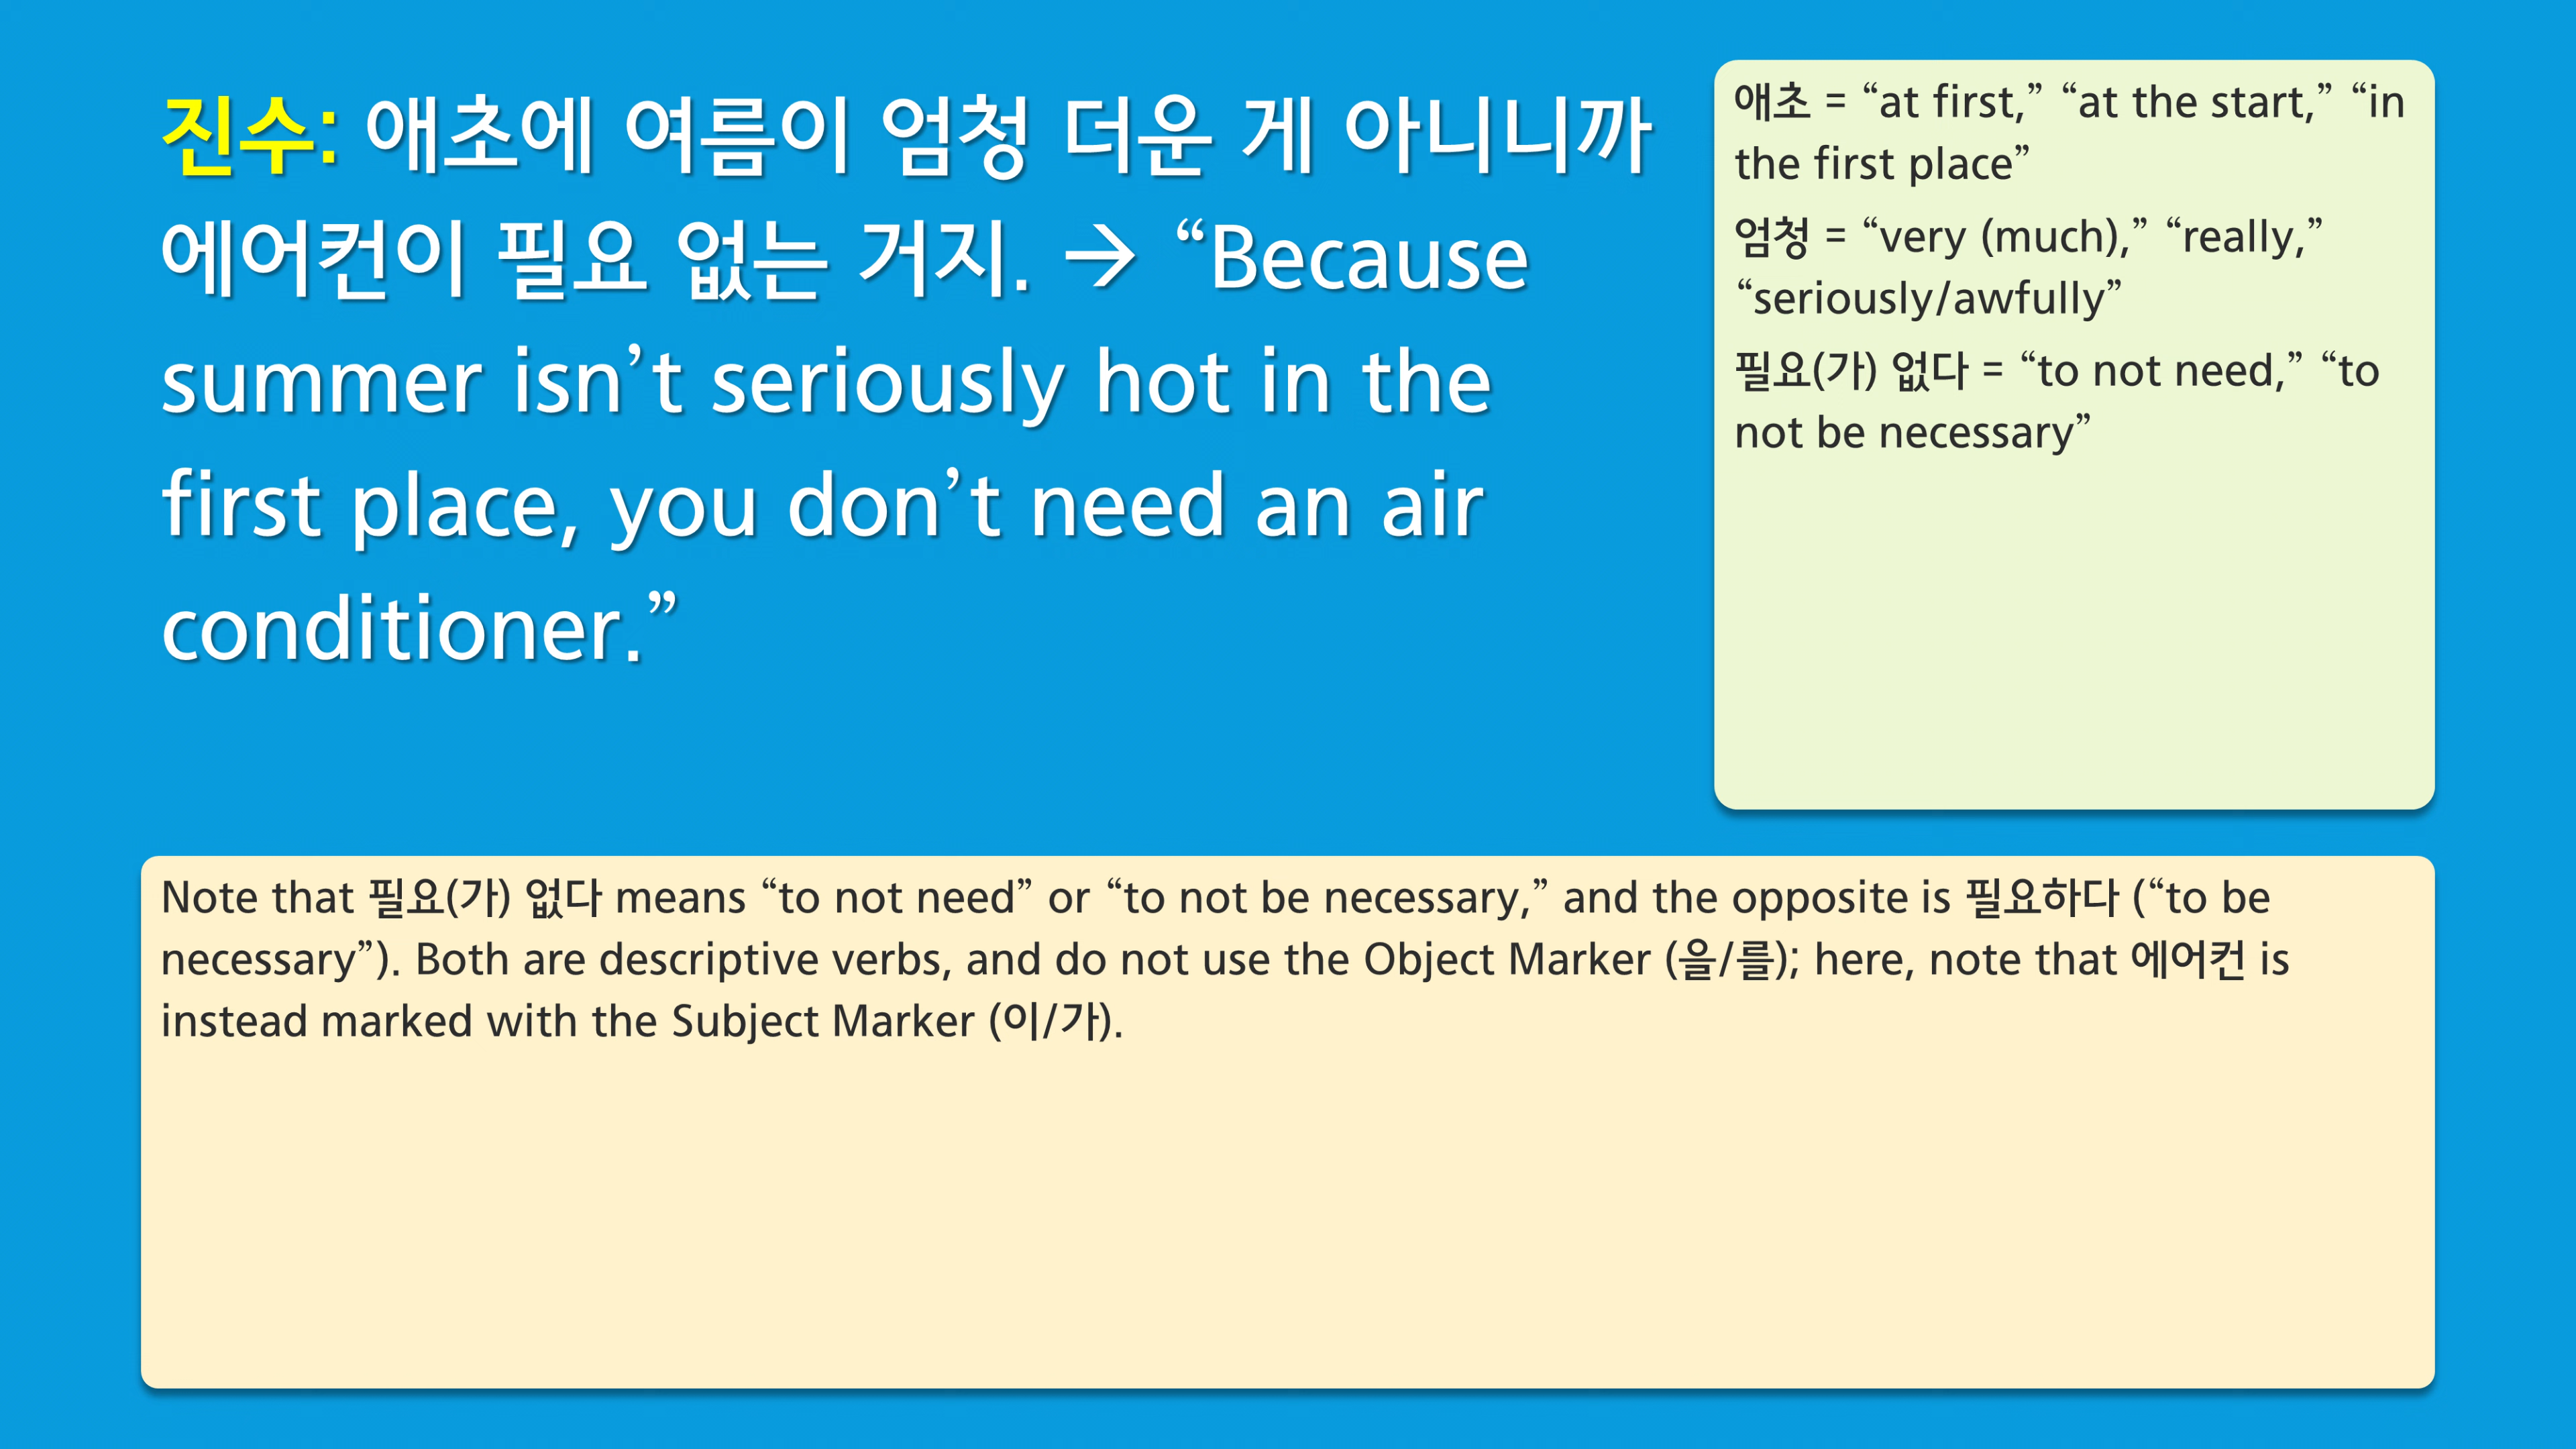 진수: 애초에 여름이 엄청 더운 게 아니니까
에어컨이 필요 없는 거지. → “Because
summer isn’t seriously hot in the
first place, you don’t need an air
conditioner.”
애초 = “at first,” “at the start,” “in
the first place”
엄청 = “very (much),” “really,”
“seriously/awfully”
필요(가) 없다 = “to not need,” “to
not be necessary”
Note that 필요(가) 없다 means “to not need” or “to not be necessary,” and the opposite is 필요하다 (“to be
necessary”). Both are descriptive verbs, and do not use the Object Marker (을/를); here, note that 에어컨 is
instead marked with the Subject Marker (이/가).